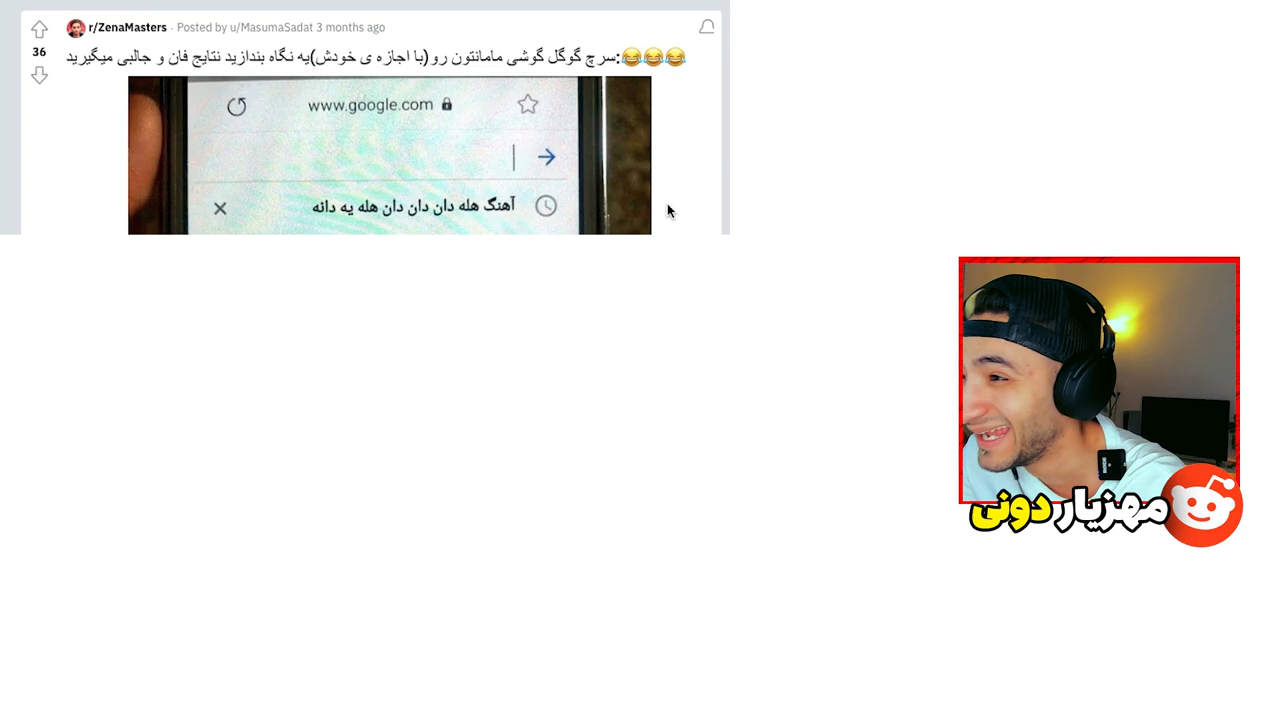 r/ZenaMasters · Posted by u/MasumaSadat 3 months ago
36
😂😂😂:سرچ گوگل گوشی مامانتون رو(با اجازه ی خودش)یه نگاه بندازید نتایج فان و جالبی میگیرید
www.google.com
آهنگ هله دان دان دان هله یه دانه
مهزیار دونی